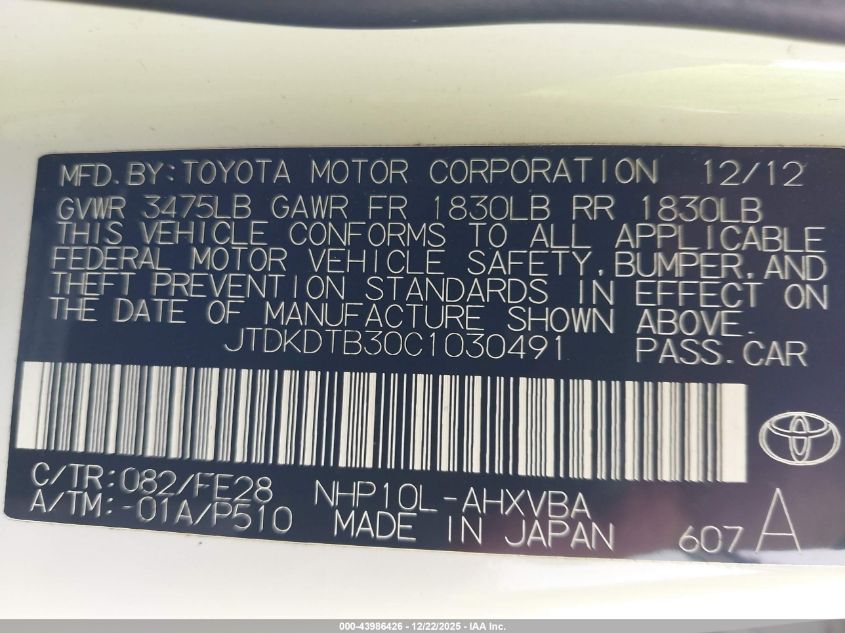 MFD.BY:TOYOTA MOTOR CORPORATION 12/12
GVWR 3475LB GAWR FR 1830LB RR 1830LB
THIS VEHICLE CONFORMS TO ALL APPLICABLE
FEDERAL MOTOR VEHICLE SAFETY,BUMPER,AND
THEFT PREVENTION STANDARDS IN EFFECT ON
THE DATE OF MANUFACTURE SHOWN ABOVE.
JTDKDTB30C1030491 PASS.CAR
C/TR:082/FE28 NHP10L-AHXVBA
A/TM:-01A/P510 MADE IN JAPAN 607 A
000-43986426 - 12/22/2025 - IAA Inc.